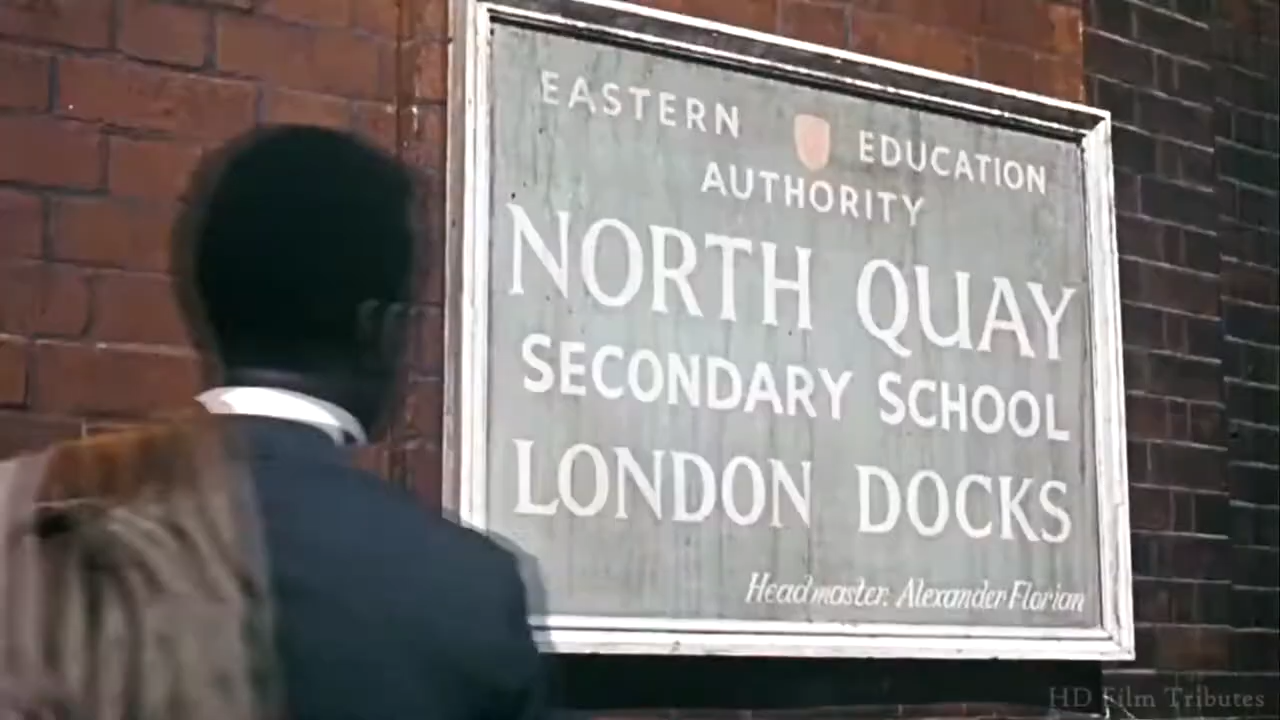 EASTERN EDUCATION
AUTHORITY
NORTH QUAY
SECONDARY SCHOOL
LONDON DOCKS
Headmaster. Alexander Florian
HD Film Tributes